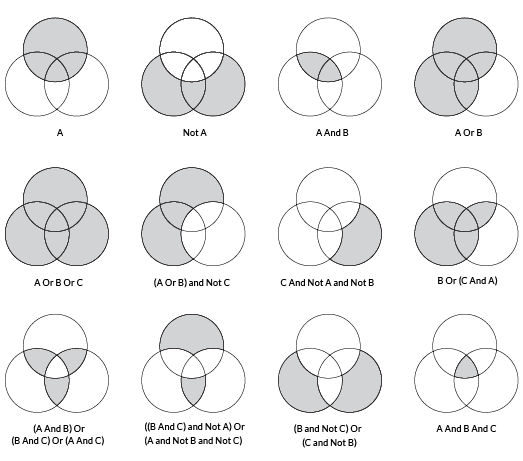 A
Not A
A And B
A Or B
A Or B Or C
(A Or B) and Not C
C And Not A and Not B
B Or (C And A)
(A And B) Or
(B And C) Or (A And C)
((B And C) and Not A) Or
(A and Not B and Not C)
(B and Not C) Or
(C and Not B)
A And B And C